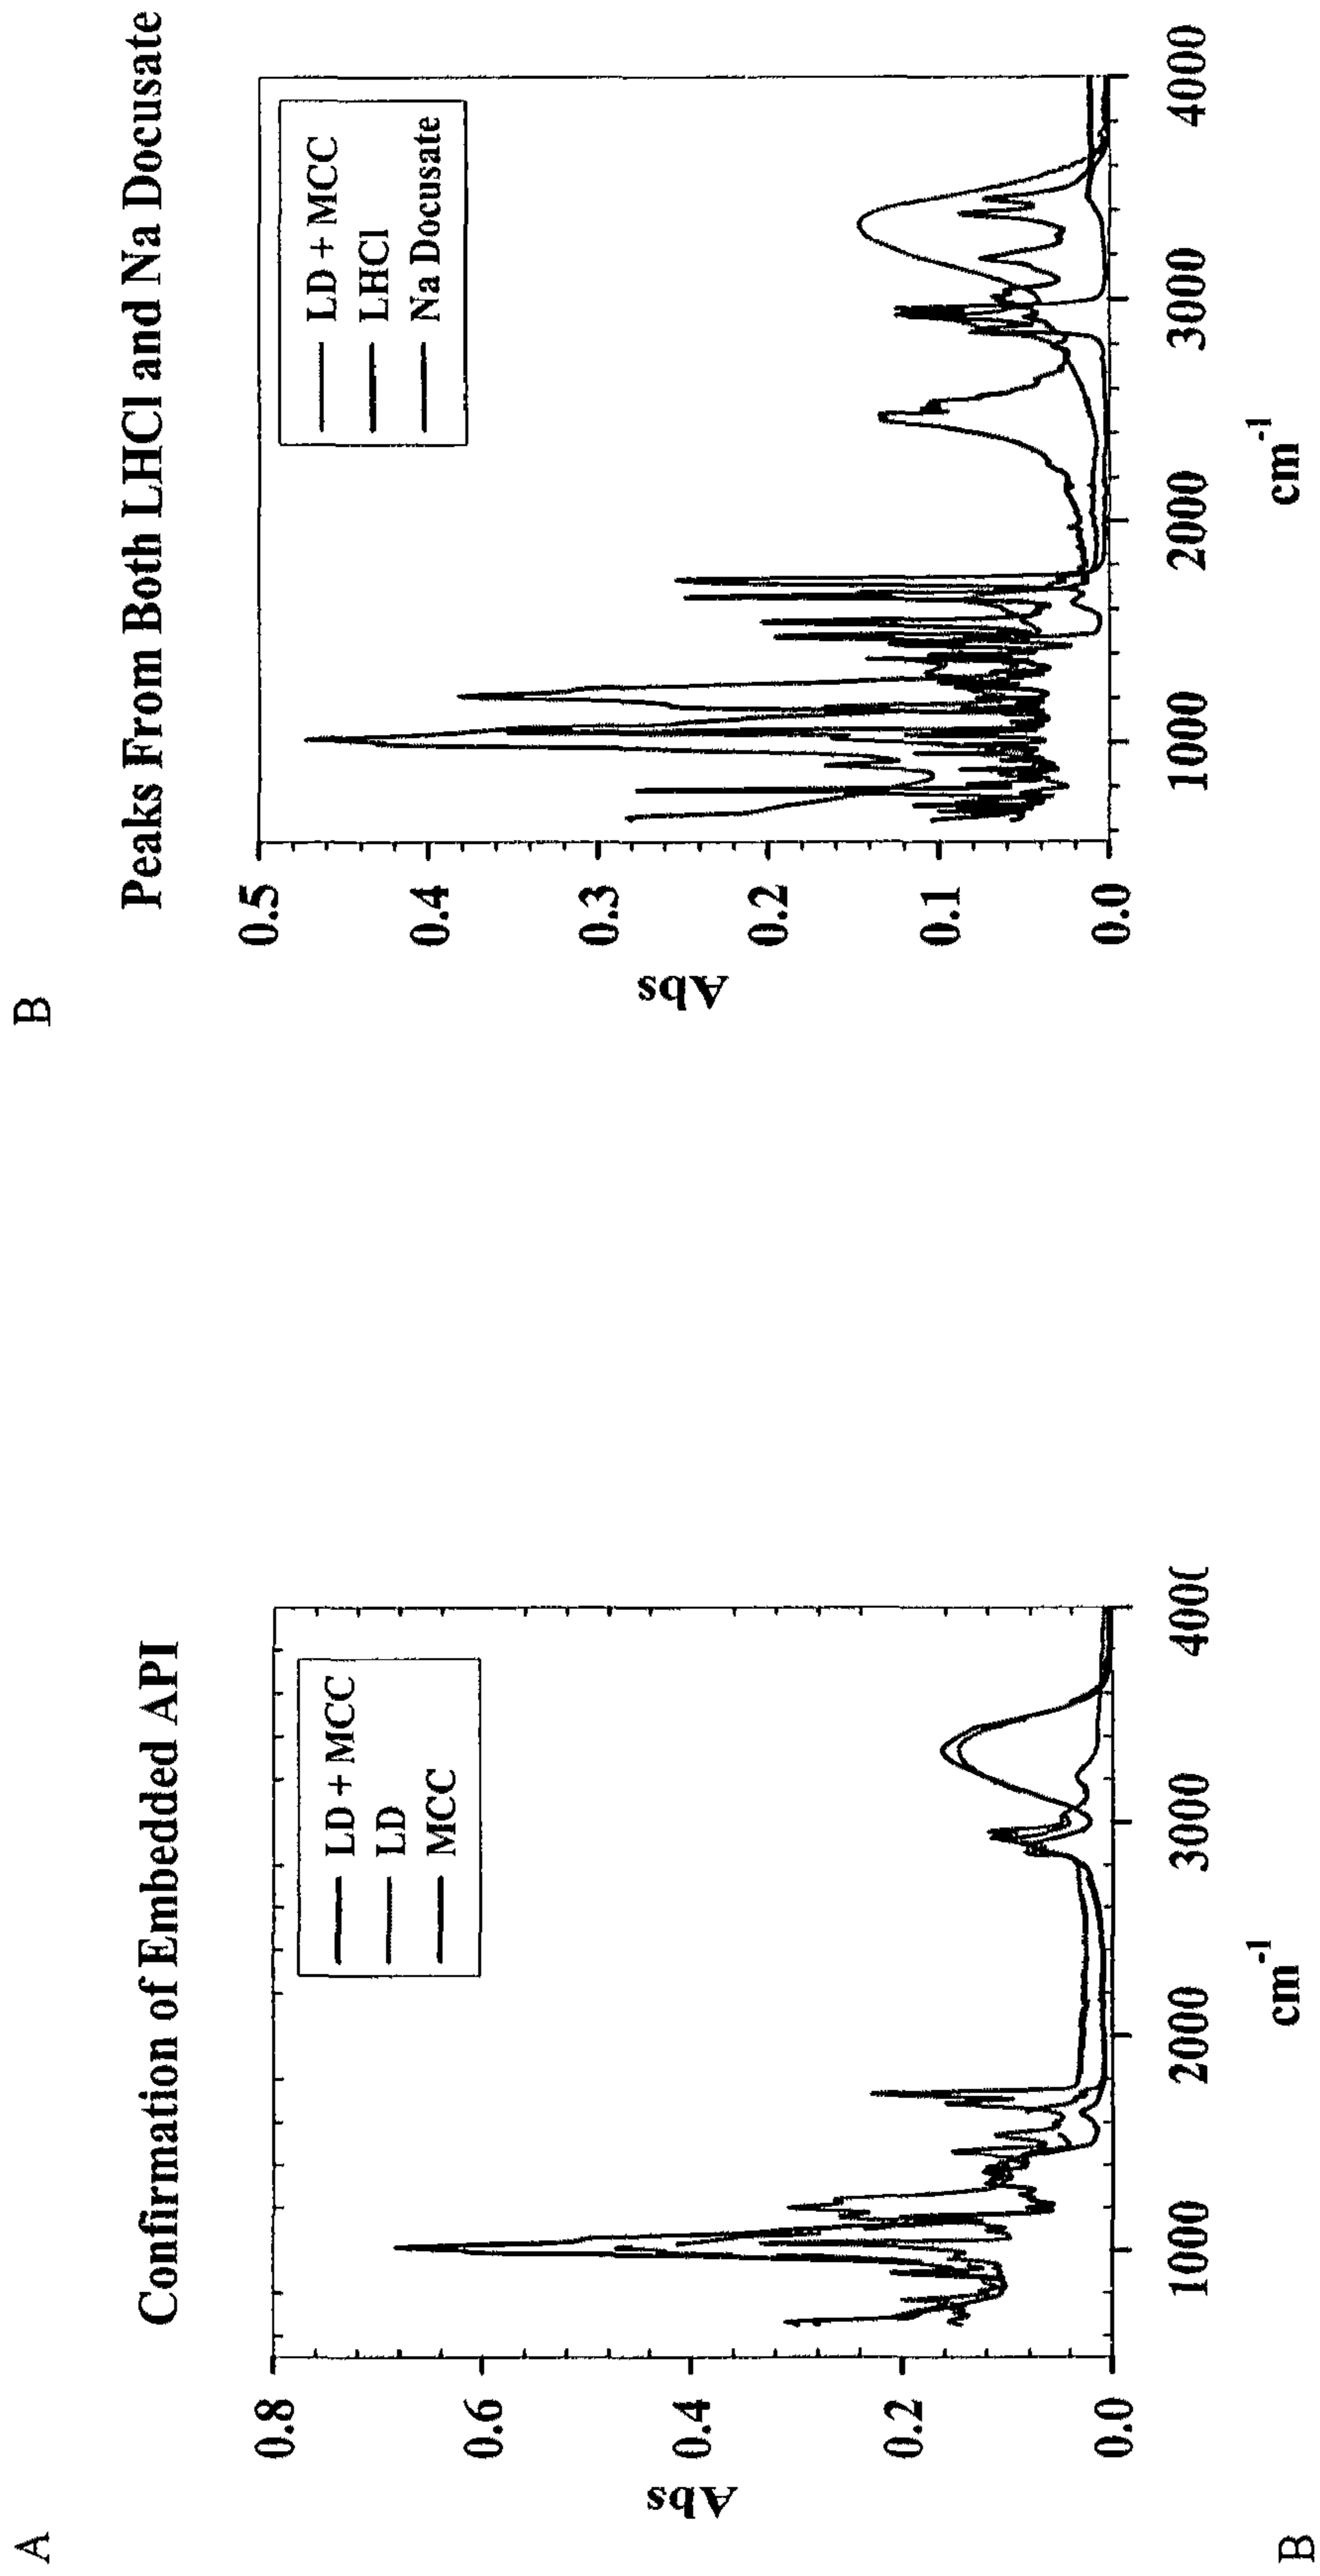 A
Confirmation of Embedded API
LD + MCC
LD
MCC
Abs
0.8
0.6
0.4
0.2
0.0
1000
2000
3000
400(
cm-1
B
B
Peaks From Both LHCl and Na Docusate
LD + MCC
LHCl
Na Docusate
Abs
0.5
0.4
0.3
0.2
0.1
0.0
1000
2000
3000
4000
cm-1